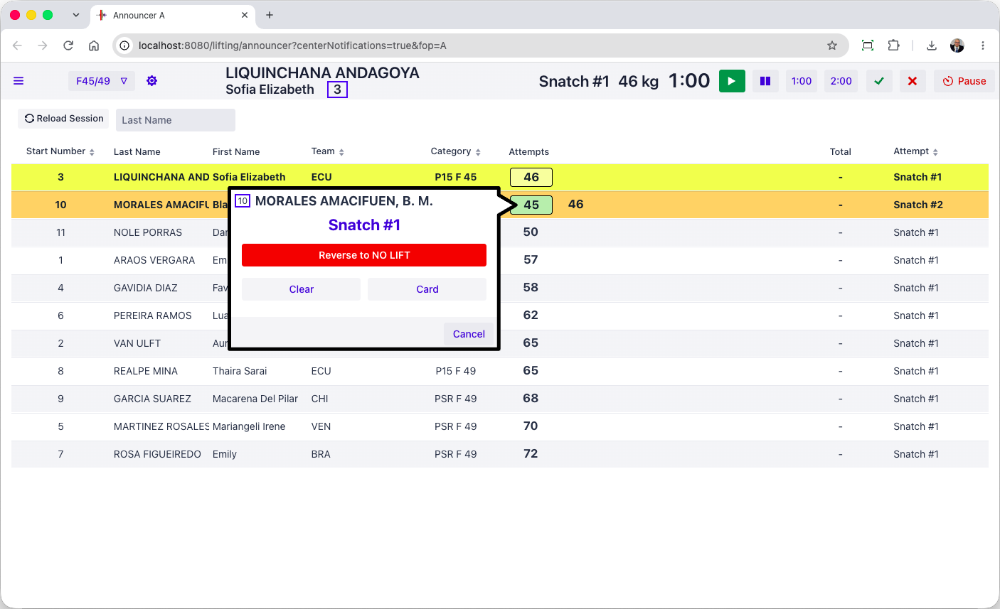 Announcer A
localhost:8080/lifting/announcer?centerNotifications=true&fop=A
F45/49
LIQUINCHANA ANDAGOYA
Sofia Elizabeth 3
Snatch #1 46 kg 1:00 1:00 2:00 Pause
Reload Session Last Name
Start Number Last Name First Name Team Category Attempts Total Attempt
3 LIQUINCHANA AND Sofia Elizabeth ECU P15 F 45 46 - Snatch #1
10 MORALES AMACIFU Bla 45 46 - Snatch #2
10 MORALES AMACIFUEN, B. M.
Snatch #1
Reverse to NO LIFT
Clear Card
Cancel
11 NOLE PORRAS Dar 50 - Snatch #1
1 ARAOS VERGARA Em 57 - Snatch #1
4 GAVIDIA DIAZ Fav 58 - Snatch #1
6 PEREIRA RAMOS Lua 62 - Snatch #1
2 VAN ULFT Aur 65 - Snatch #1
8 REALPE MINA Thaira Sarai ECU P15 F 49 65 - Snatch #1
9 GARCIA SUAREZ Macarena Del Pilar CHI PSR F 49 68 - Snatch #1
5 MARTINEZ ROSALES Mariangeli Irene VEN PSR F 49 70 - Snatch #1
7 ROSA FIGUEIREDO Emily BRA PSR F 49 72 - Snatch #1